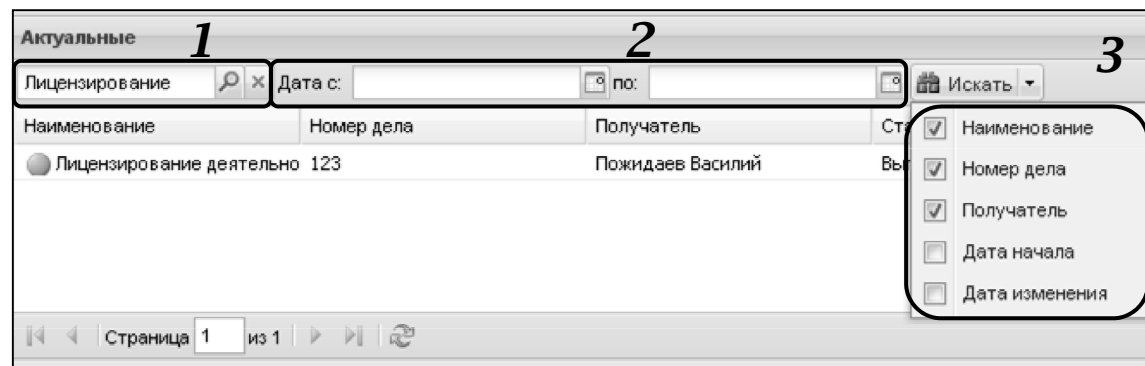 Актуальные 1 2 3
Лицензирование Дата с: по: Искать
Наименование Номер дела Получатель
Лицензирование деятельно 123 Пожидаев Василий
Наименование
Номер дела
Получатель
Дата начала
Дата изменения
Страница 1 из 1